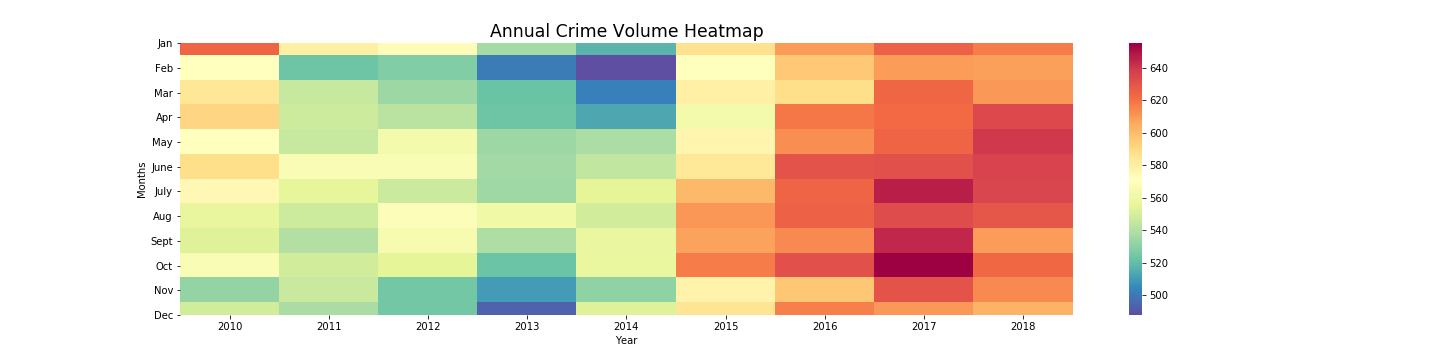 Annual Crime Volume Heatmap
Months
Jan
Feb
Mar
Apr
May
June
July
Aug
Sept
Oct
Nov
Dec
2010 2011 2012 2013 2014 2015 2016 2017 2018
Year
640
620
600
580
560
540
520
500